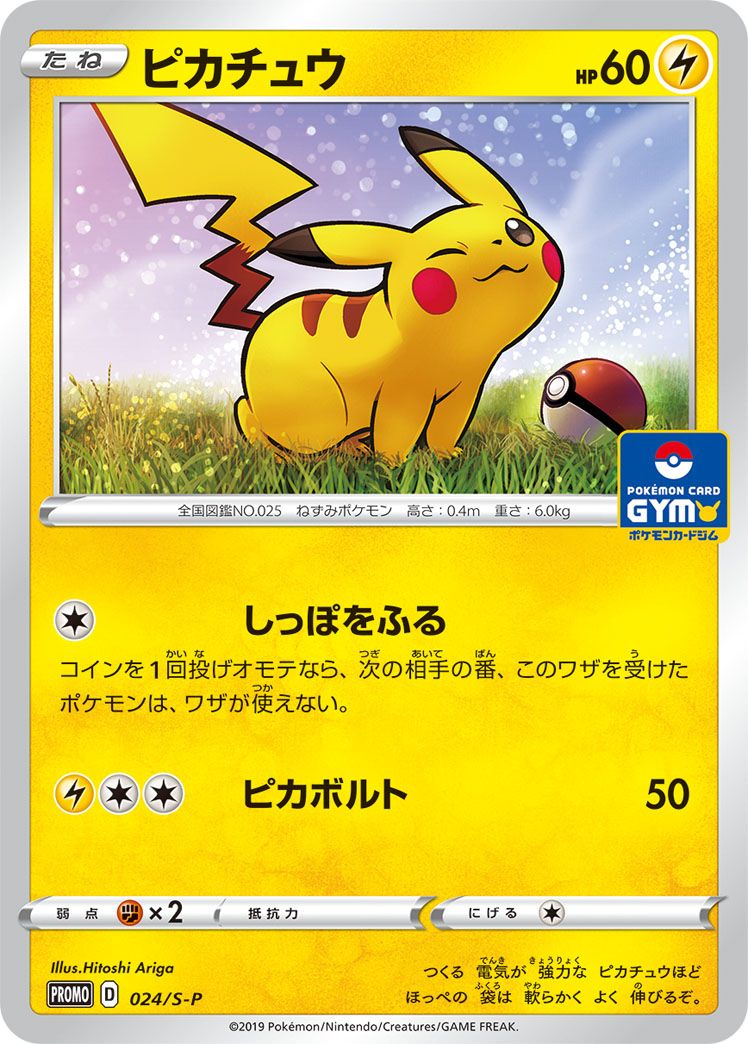 たね ピカチュウ HP60
全国図鑑NO.025 ねずみポケモン 高さ:0.4m 重さ:6.0kg
POKÉMON CARD
GYM
ポケモンカードジム
しっぽをふる
コインを1回投げオモテなら、次の相手の番、このワザを受けた
ポケモンは、ワザが使えない。
ピカボルト 50
弱点 ×2 抵抗力 にげる
Illus.Hitoshi Ariga
PROMO D 024/S-P
つくる 電気が 強力な ピカチュウほど
ほっぺの 袋は 軟らかく よく 伸びるぞ。
©2019 Pokémon/Nintendo/Creatures/GAME FREAK.